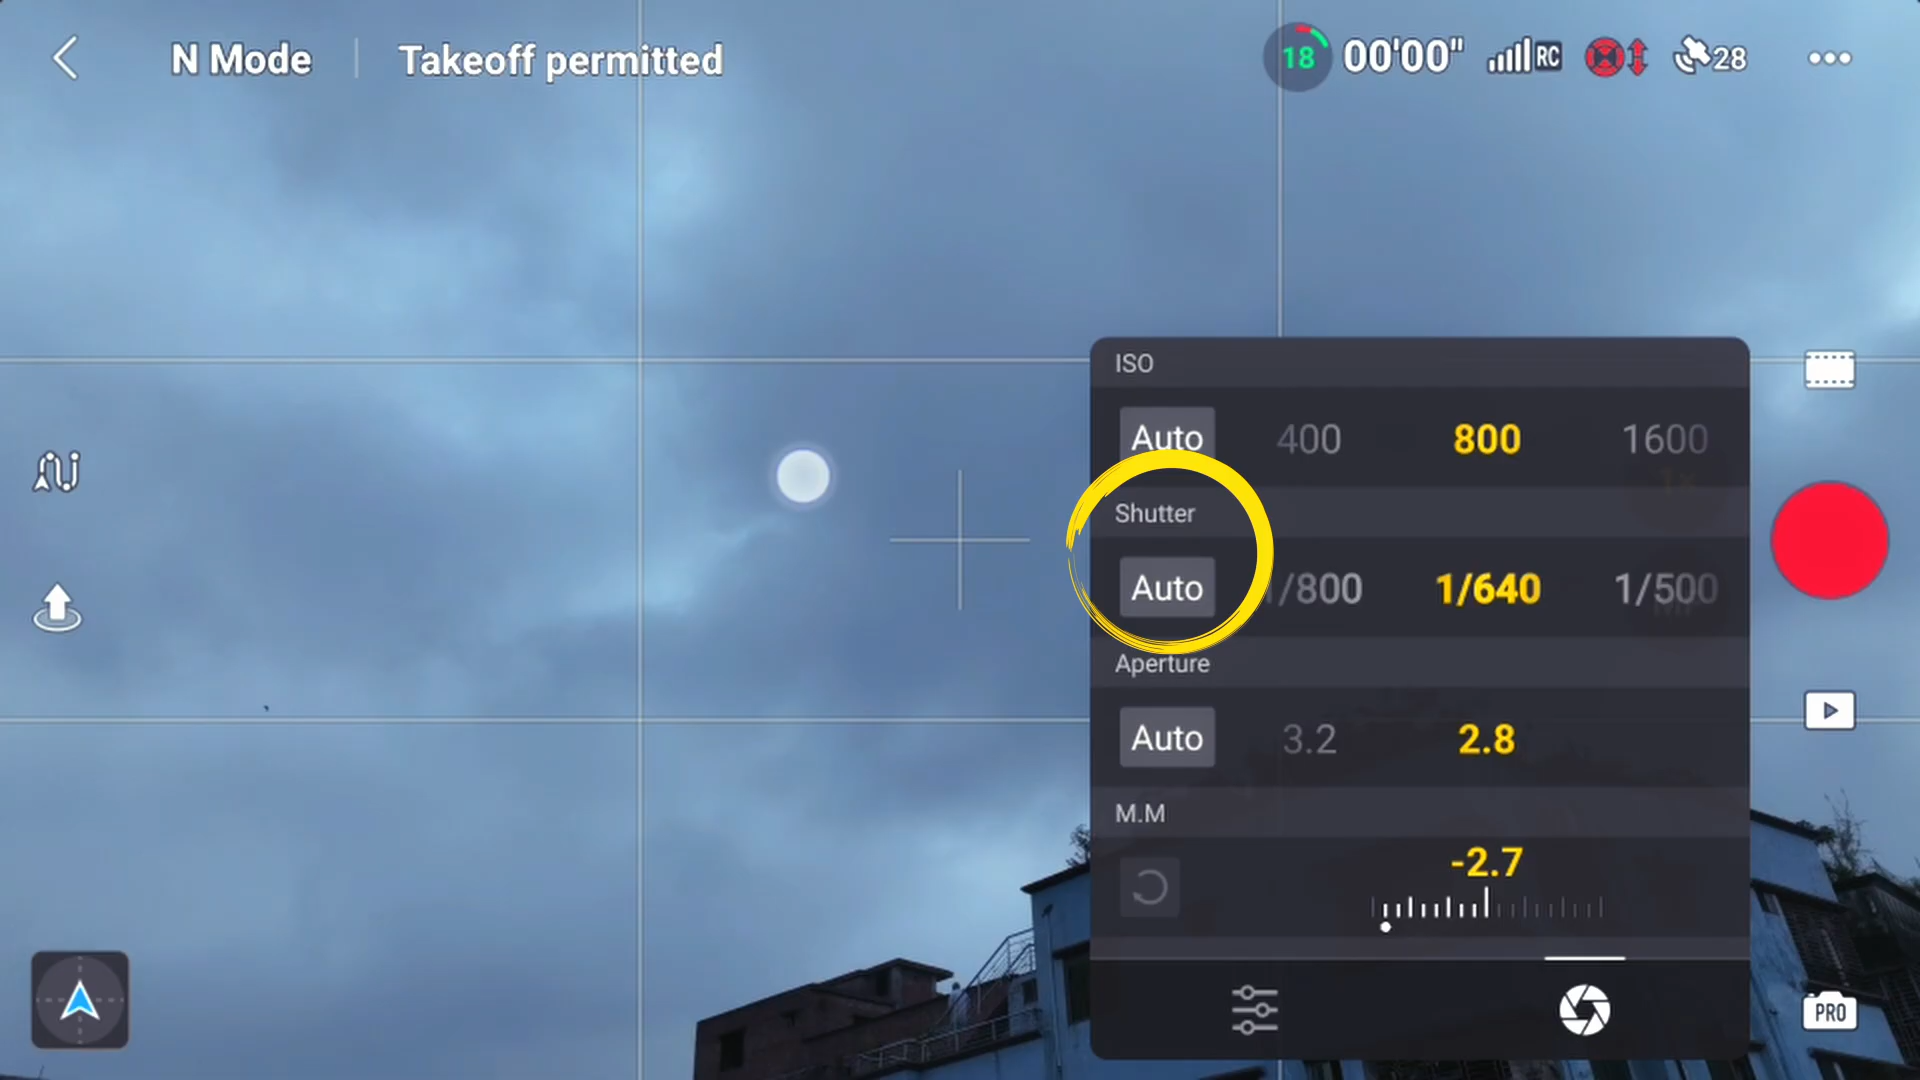 N Mode | Takeoff permitted
18 00'00" RC 28
ISO
Auto 400 800 1600
Shutter
Auto /800 1/640 1/500
Aperture
Auto 3.2 2.8
M.M
-2.7
PRO